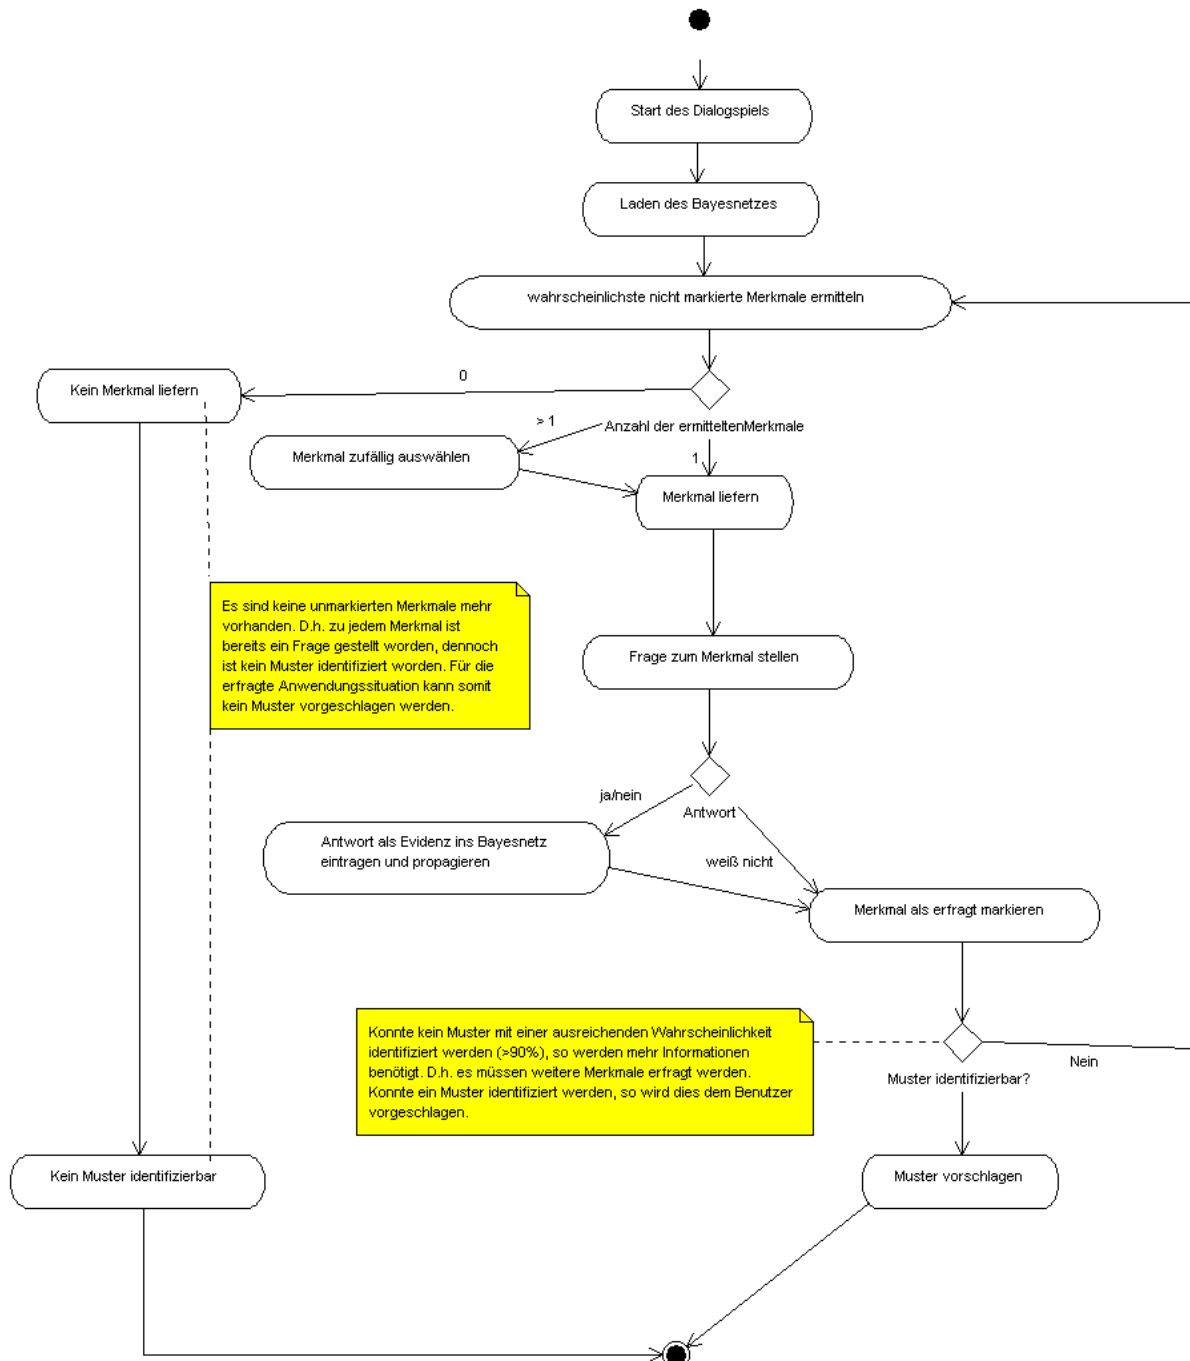 Start des Dialogspiels
Laden des Bayesnetzes
wahrscheinlichste nicht markierte Merkmale ermitteln
0
Kein Merkmal liefern
> 1
Anzahl der ermitteltenMerkmale
Merkmal zufällig auswählen
1
Merkmal liefern
Es sind keine unmarkierten Merkmale mehr
vorhanden. D.h. zu jedem Merkmal ist
bereits ein Frage gestellt worden, dennoch
ist kein Muster identifiziert worden. Für die
erfragte Anwendungssituation kann somit
kein Muster vorgeschlagen werden.
Frage zum Merkmal stellen
ja/nein
Antwort
Antwort als Evidenz ins Bayesnetz
eintragen und propagieren
weiß nicht
Merkmal als erfragt markieren
Konnte kein Muster mit einer ausreichenden Wahrscheinlichkeit
identifiziert werden (>90%), so werden mehr Informationen
benötigt. D.h. es müssen weitere Merkmale erfragt werden.
Konnte ein Muster identifiziert werden, so wird dies dem Benutzer
vorgeschlagen.
Nein
Muster identifizierbar?
Kein Muster identifizierbar
Muster vorschlagen